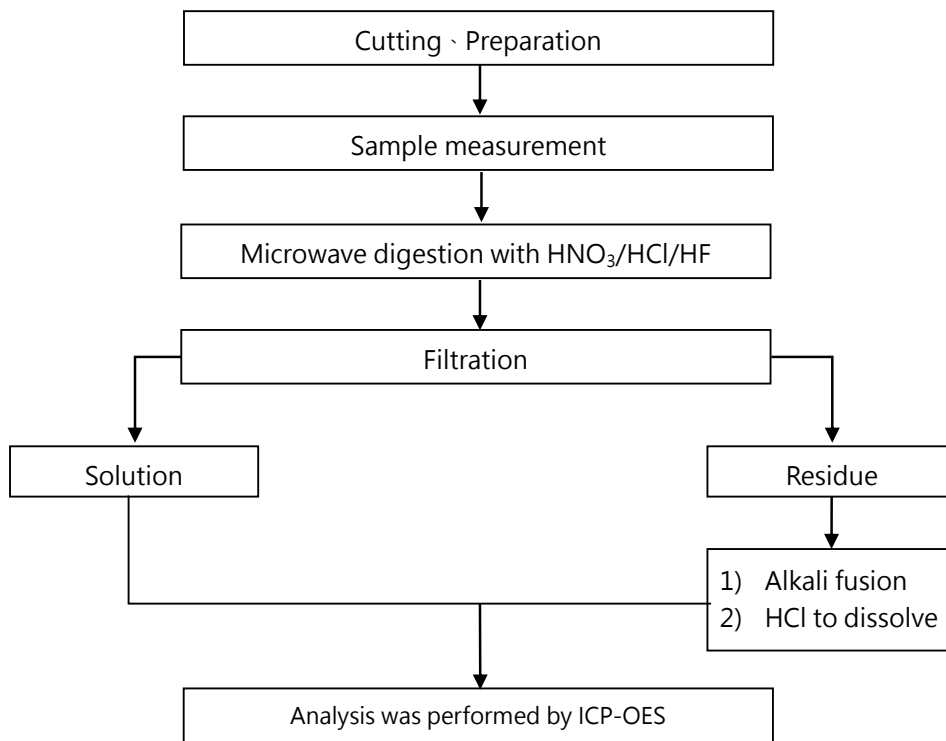 Cutting、Preparation
Sample measurement
Microwave digestion with HNO₃/HCl/HF
Filtration
Solution
Residue
1) Alkali fusion
2) HCl to dissolve
Analysis was performed by ICP-OES